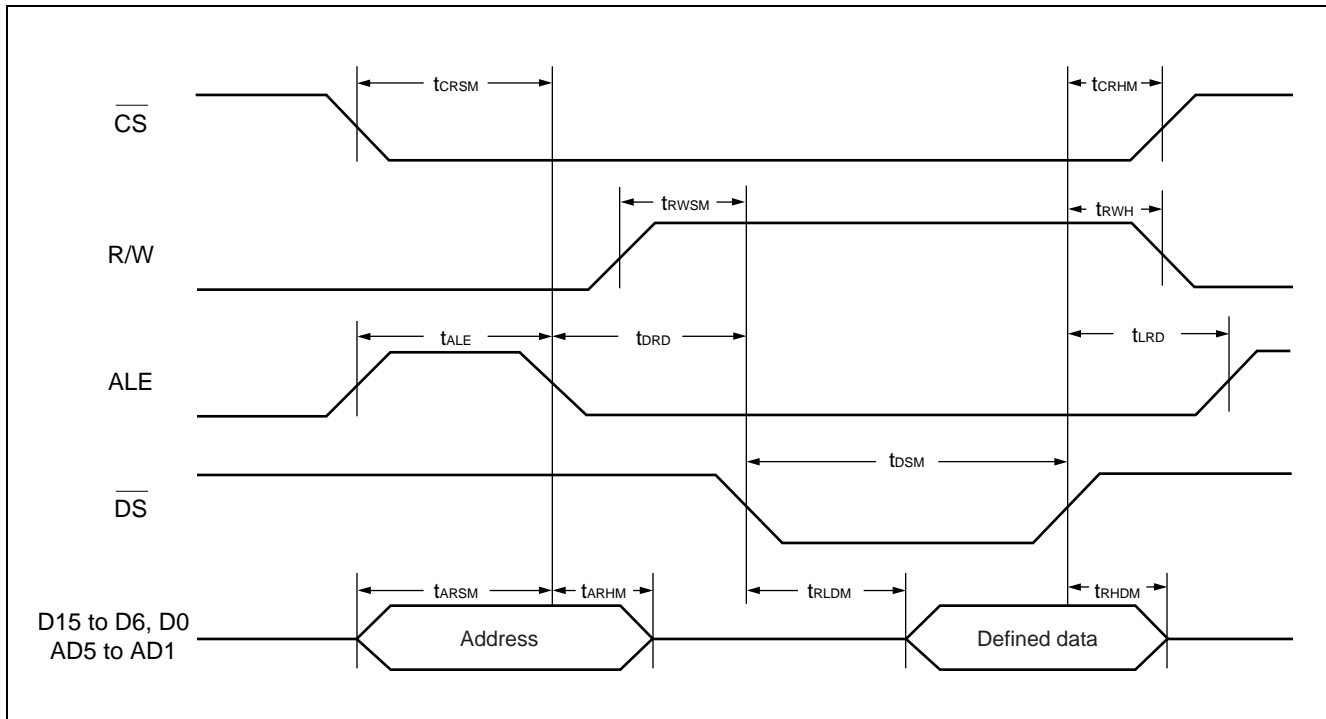 tCRSM
tCRHM
CS
tRWSM
tRWH
R/W
tALE
tDRD
tLRD
ALE
tDSM
DS
tARSM
tARHM
tRLDM
tRHDM
D15 to D6, D0
AD5 to AD1
Address
Defined data